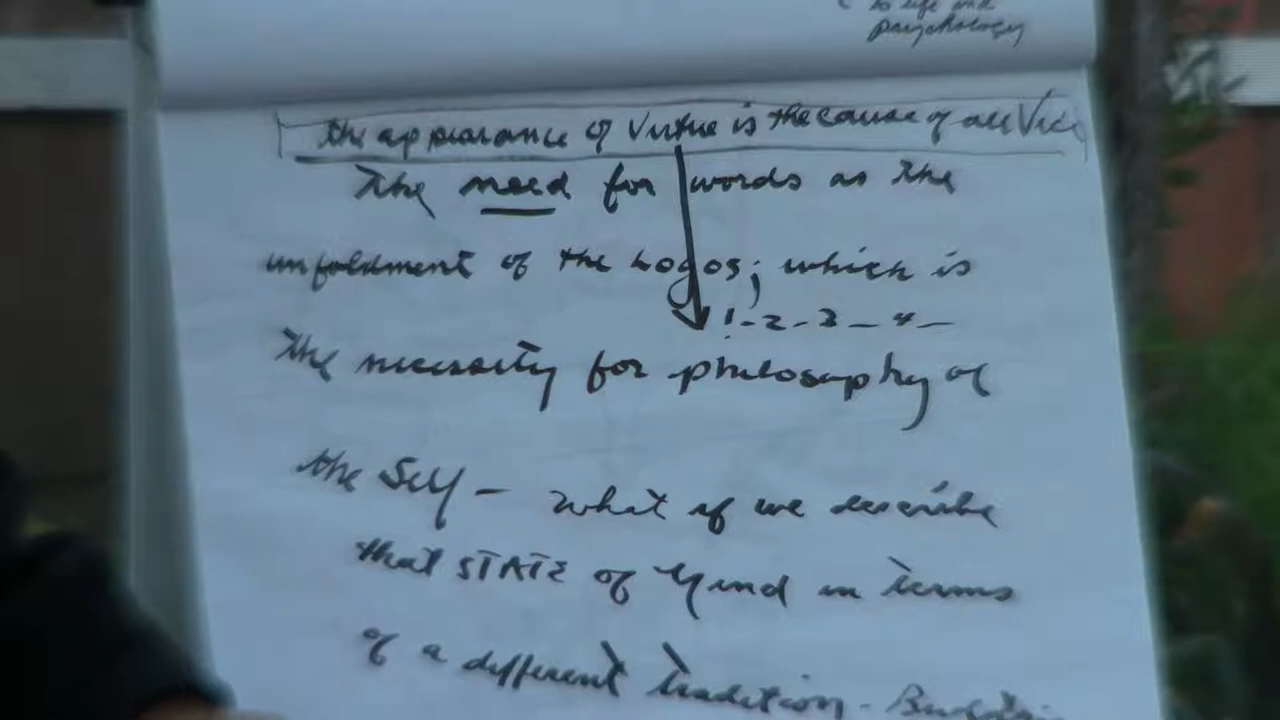 to life and
psychology
the appearance of Virtue is the cause of all Vice
The need for words as the
unfoldment of the Logos; which is
1-2-3-4-
The necessity for philosophy of
the Self - what if we describe
that STATE of Mind in terms
of a different tradition -